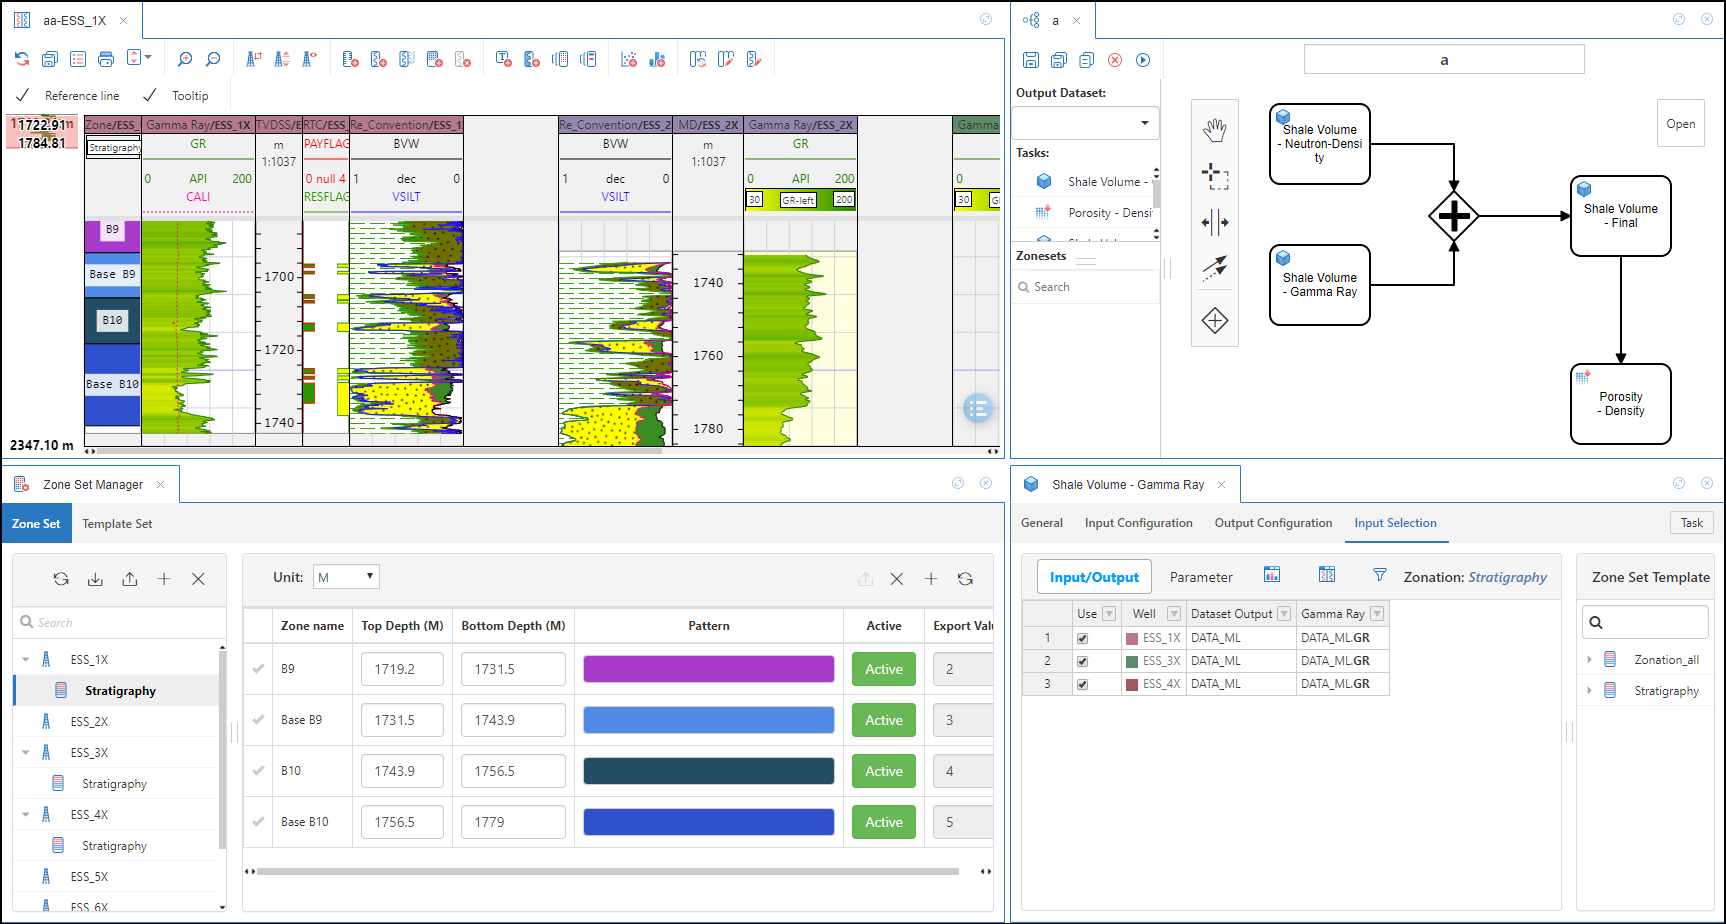 aa-ESS_1X
Reference line
Tooltip
1722.91
1784.81
2347.10 m
Zone/ESS_
Gamma Ray/ESS_1X
TVDSS/E
RTC/ESS_
Re_Convention/ESS_1
Re_Convention/ESS_2
MD/ESS_2X
Gamma Ray/ESS_2X
Gamma
Stratigraphy
GR
m
1:1037
PAYFLAG
BVW
BVW
m
1:1037
GR
0 API 200
0 null 4
1 dec 0
1 dec 0
0 API 200
0
CALI
RESFLAG
VSILT
VSILT
30 GR-left 200
30
B9
Base B9
B10
Base B10
1700
1720
1740
1740
1760
1780
a
a
Output Dataset:
Tasks:
Shale Volume -
Porosity - Densi
Zonesets
Search
Open
Shale Volume
- Neutron-Densi
ty
Shale Volume
- Gamma Ray
Shale Volume
- Final
Porosity
- Density
Zone Set Manager
Zone Set
Template Set
Search
ESS_1X
Stratigraphy
ESS_2X
ESS_3X
Stratigraphy
ESS_4X
Stratigraphy
ESS_5X
ESS_6X
Unit: M
Zone name Top Depth (M) Bottom Depth (M) Pattern Active Export Valu
B9 1719.2 1731.5 Active 2
Base B9 1731.5 1743.9 Active 3
B10 1743.9 1756.5 Active 4
Base B10 1756.5 1779 Active 5
Shale Volume - Gamma Ray
General Input Configuration Output Configuration Input Selection Task
Input/Output Parameter Zonation: Stratigraphy
Use Well Dataset Output Gamma Ray
1 ESS_1X DATA_ML DATA_ML.GR
2 ESS_3X DATA_ML DATA_ML.GR
3 ESS_4X DATA_ML DATA_ML.GR
Zone Set Template
Zonation_all
Stratigraphy